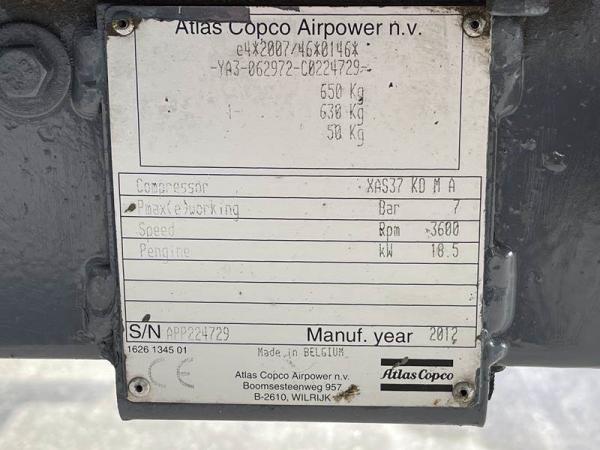 Atlas Copco Airpower n.v.
e4*2007/46*0146*
-YA3-062972-C0224729-
650 Kg
1- 630 Kg
50 Kg
Compressor XAS37 KD M A
Pmax(e)working Bar 7
Speed Rpm 3600
Pengine kW 18.5
S/N APP224729 Manuf. year 2012
1626 1345 01 Made in BELGIUM
CE Atlas Copco Airpower n.v. Atlas Copco
Boomsesteenweg 957
B-2610, WILRIJK